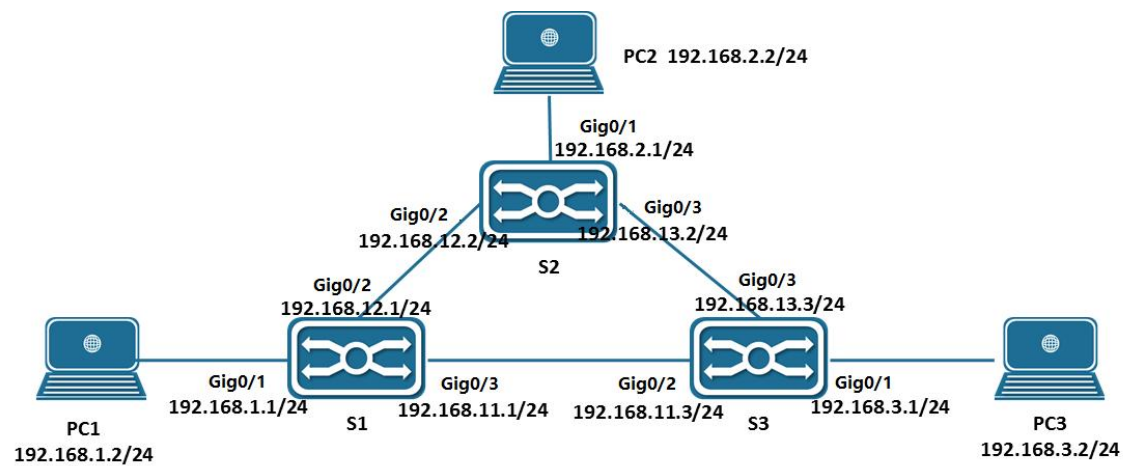 PC2 192.168.2.2/24
Gig0/1
192.168.2.1/24
Gig0/2
192.168.12.2/24
Gig0/3
192.168.13.2/24
S2
Gig0/2
192.168.12.1/24
Gig0/3
192.168.13.3/24
Gig0/1
192.168.1.1/24
S1
Gig0/3
192.168.11.1/24
Gig0/2
192.168.11.3/24
S3
Gig0/1
192.168.3.1/24
PC1
192.168.1.2/24
PC3
192.168.3.2/24